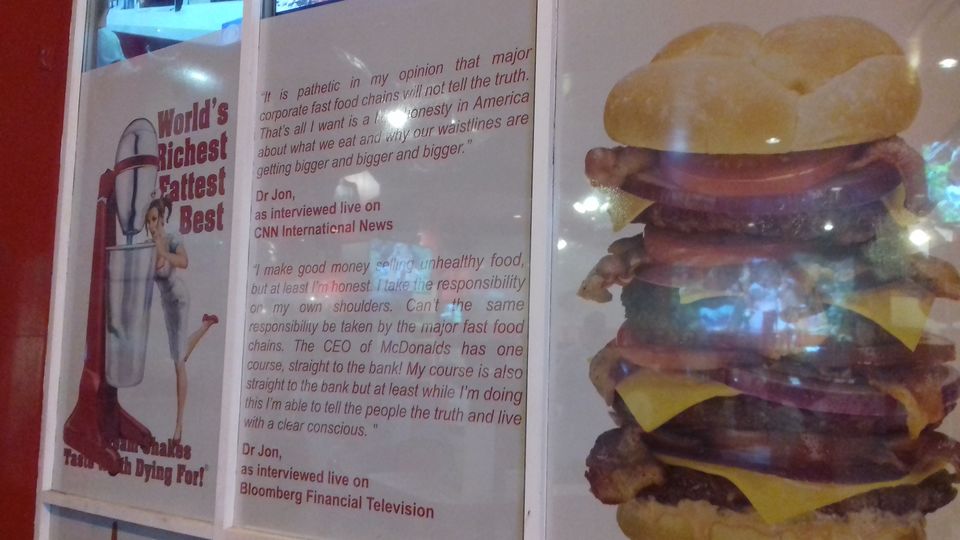 World's
Richest
Fattest
Best
Shakes
Taste Worth Dying For!
"It is pathetic in my opinion that major
corporate fast food chains will not tell the truth.
That's all I want is a honesty in America
about what we eat and why our waistlines are
getting bigger and bigger and bigger."
Dr Jon,
as interviewed live on
CNN International News
"I make good money selling unhealthy food,
but at least I'm honest. I take the responsibility
on my own shoulders. Can't the same
responsibility be taken by the major fast food
chains. The CEO of McDonalds has one
course, straight to the bank! My course is also
straight to the bank but at least while I'm doing
this I'm able to tell the people the truth and live
with a clear conscious. "
Dr Jon,
as interviewed live on
Bloomberg Financial Television